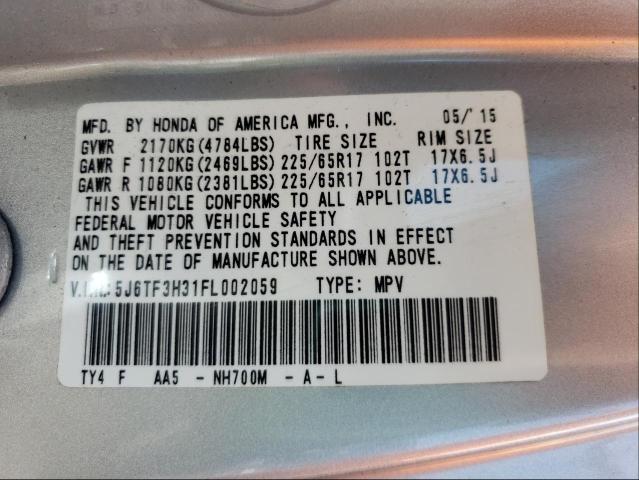 MFD. BY HONDA OF AMERICA MFG., INC. 05/'15
GVWR 2170KG(4784LBS) TIRE SIZE RIM SIZE
GAWR F 1120KG(2469LBS) 225/65R17 102T 17X6.5J
GAWR R 1080KG(2381LBS) 225/65R17 102T 17X6.5J
THIS VEHICLE CONFORMS TO ALL APPLICABLE
FEDERAL MOTOR VEHICLE SAFETY
AND THEFT PREVENTION STANDARDS IN EFFECT
ON THE DATE OF MANUFACTURE SHOWN ABOVE.
V.I.N.: 5J6TF3H31FL002059 TYPE: MPV
TY4 F AA5 - NH700M - A - L